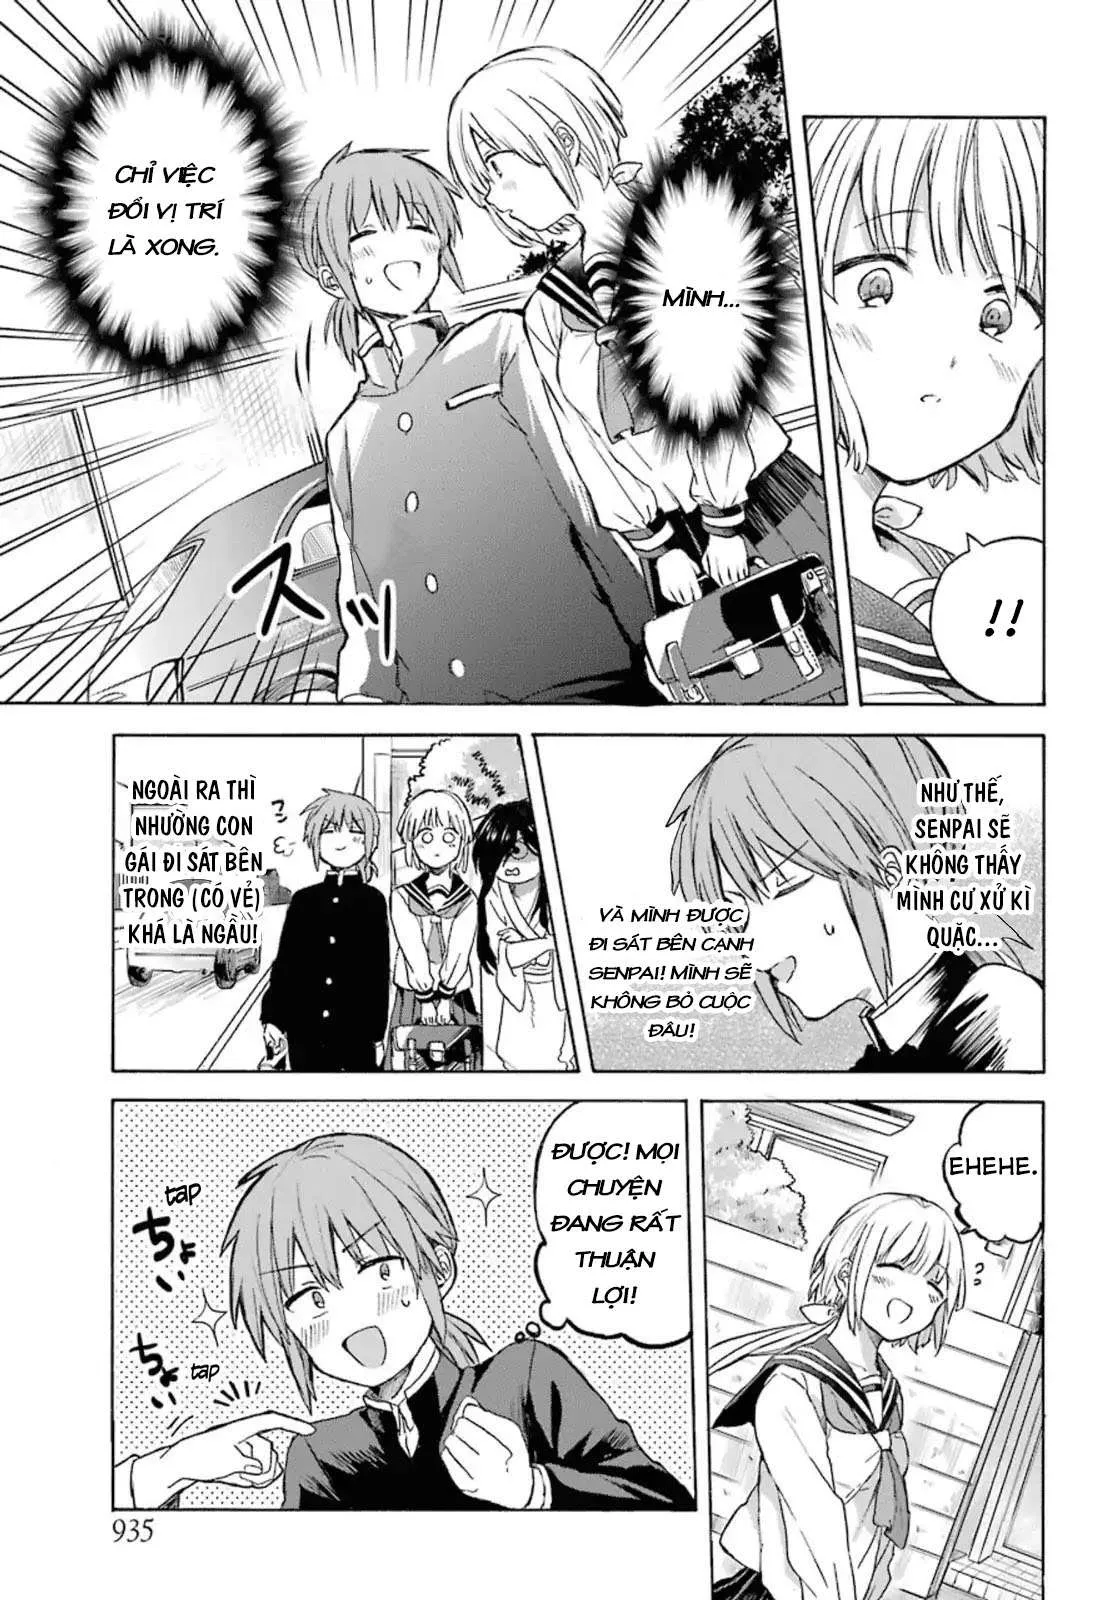 !!
MÌNH...
CHỈ VIỆC
ĐỔI VỊ TRÍ
LÀ XONG.
スッ
NHƯ THẾ,
SENPAI SẼ
KHÔNG THẤY
MÌNH CƯ XỬ KÌ
QUẶC...
VÀ MÌNH ĐƯỢC
ĐI SÁT BÊN CẠNH
SENPAI! MÌNH SẼ
KHÔNG BỎ CUỘC
ĐÂU!
NGOÀI RA THÌ
NHƯỜNG CON
GÁI ĐI SÁT BÊN
TRONG (CÓ VẺ)
KHÁ LÀ NGẦU!
EHEHE.
ĐƯỢC! MỌI
CHUYỆN
ĐANG RẤT
THUẬN
LỢI!
tap
ちょい
tap
ちょい
935